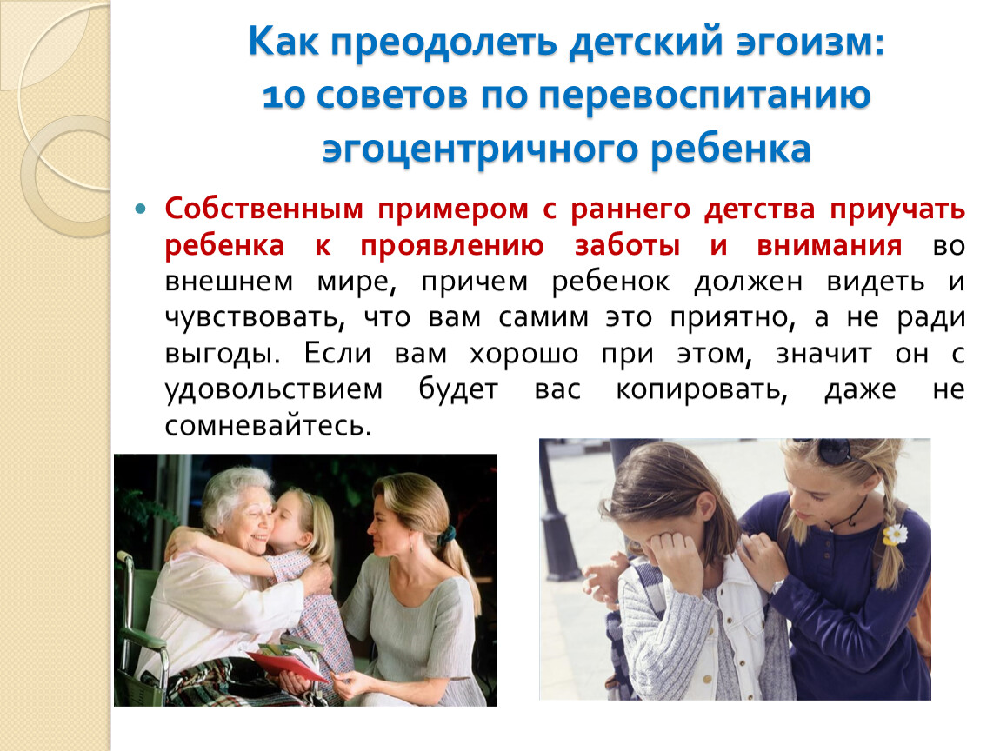 Как преодолеть детский эгоизм:
10 советов по перевоспитанию
эгоцентричного ребенка
• Собственным примером с раннего детства приучать
ребенка к проявлению заботы и внимания во
внешнем мире, причем ребенок должен видеть и
чувствовать, что вам самим это приятно, а не ради
выгоды. Если вам хорошо при этом, значит он с
удовольствием будет вас копировать, даже не
сомневайтесь.